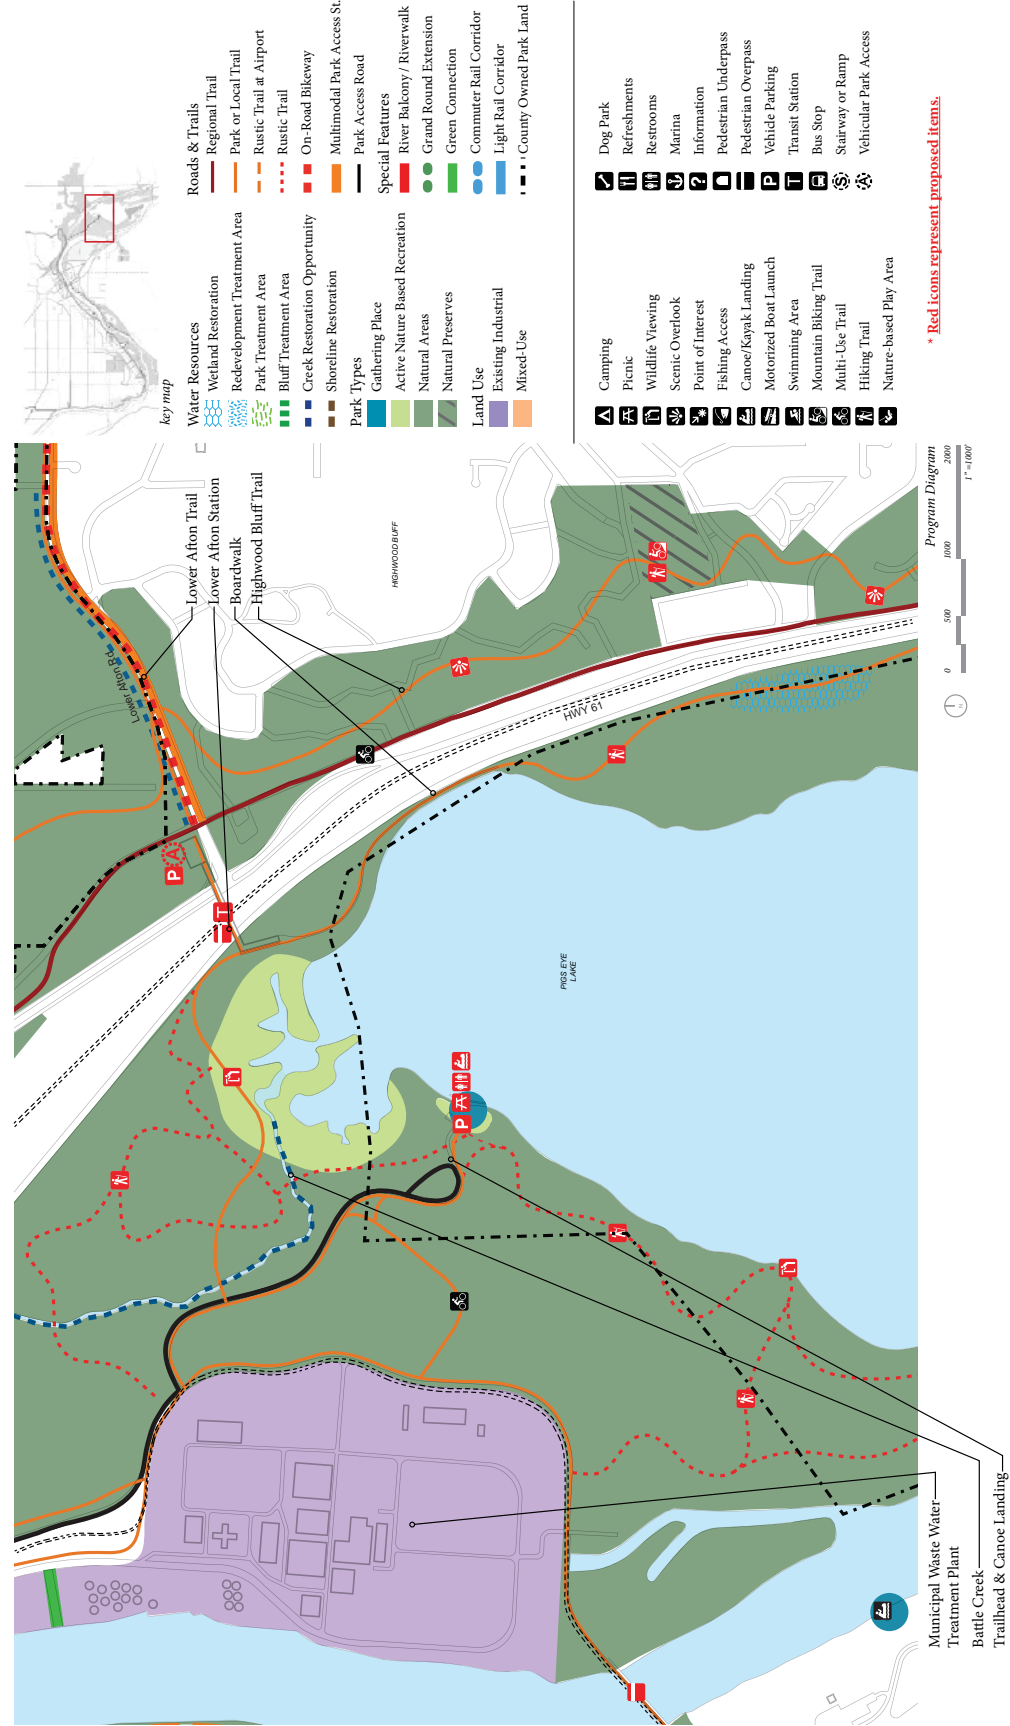 key map
Water Resources
Wetland Restoration
Redevelopment Treatment Area
Park Treatment Area
Bluff Treatment Area
Creek Restoration Opportunity
Shoreline Restoration
Park Types
Gathering Place
Active Nature Based Recreation
Natural Areas
Natural Preserves
Land Use
Existing Industrial
Mixed-Use
Roads & Trails
Regional Trail
Park or Local Trail
Rustic Trail at Airport
Rustic Trail
On-Road Bikeway
Multimodal Park Access St.
Park Access Road
Special Features
River Balcony / Riverwalk
Grand Round Extension
Green Connection
Commuter Rail Corridor
Light Rail Corridor
County Owned Park Land
Camping
Picnic
Wildlife Viewing
Scenic Overlook
Point of Interest
Fishing Access
Canoe/Kayak Landing
Motorized Boat Launch
Swimming Area
Mountain Biking Trail
Multi-Use Trail
Hiking Trail
Nature-based Play Area
Dog Park
Refreshments
Restrooms
Marina
Information
Pedestrian Underpass
Pedestrian Overpass
Vehicle Parking
Transit Station
Bus Stop
Stairway or Ramp
Vehicular Park Access
* Red icons represent proposed items.
Lower Afton Trail
Lower Afton Station
Boardwalk
Highwood Bluff Trail
Lower Afton Rd.
HIGHWOOD BUFF
HWY 61
PIGS EYE
LAKE
P
A
T
P
P
T
S
A
?
Municipal Waste Water
Treatment Plant
Battle Creek
Trailhead & Canoe Landing
Program Diagram
0
500
1000
2000
1" =1000'
N